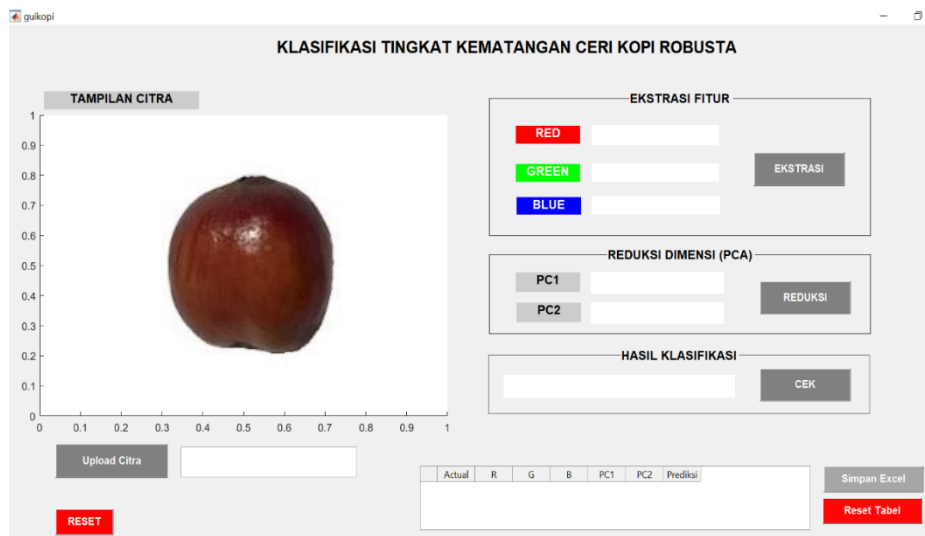 guikopi
KLASIFIKASI TINGKAT KEMATANGAN CERI KOPI ROBUSTA
TAMPILAN CITRA
1
0.9
0.8
0.7
0.6
0.5
0.4
0.3
0.2
0.1
0
0 0.1 0.2 0.3 0.4 0.5 0.6 0.7 0.8 0.9 1
Upload Citra
RESET
EKSTRASI FITUR
RED
GREEN
BLUE
EKSTRASI
REDUKSI DIMENSI (PCA)
PC1
PC2
REDUKSI
HASIL KLASIFIKASI
CEK
Actual R G B PC1 PC2 Prediksi
Simpan Excel
Reset Tabel